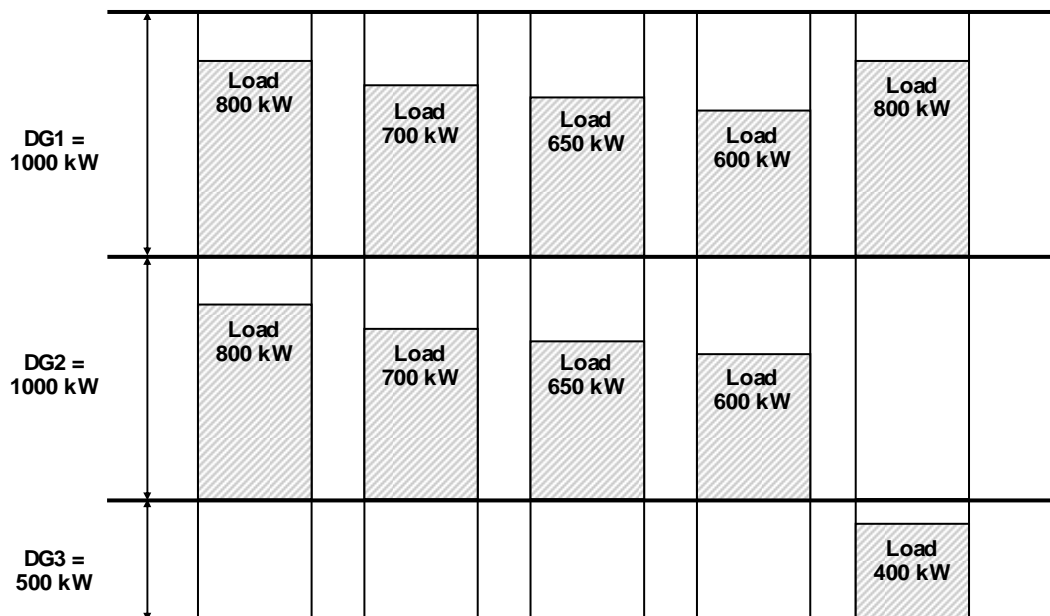 DG1 =
1000 kW
Load
800 kW
Load
700 kW
Load
650 kW
Load
600 kW
Load
800 kW
DG2 =
1000 kW
Load
800 kW
Load
700 kW
Load
650 kW
Load
600 kW
DG3 =
500 kW
Load
400 kW